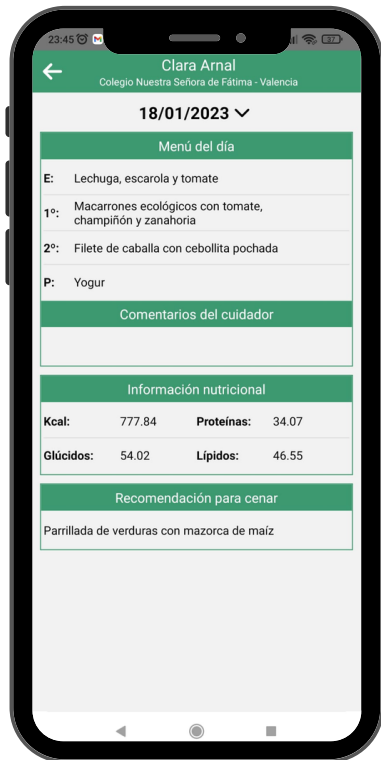 23:45
37
Clara Arnal
Colegio Nuestra Señora de Fátima - Valencia
18/01/2023
Menú del día
E: Lechuga, escarola y tomate
1º: Macarrones ecológicos con tomate,
champiñón y zanahoria
2º: Filete de caballa con cebollita pochada
P: Yogur
Comentarios del cuidador
Información nutricional
Kcal: 777.84 Proteínas: 34.07
Glúcidos: 54.02 Lípidos: 46.55
Recomendación para cenar
Parrillada de verduras con mazorca de maíz